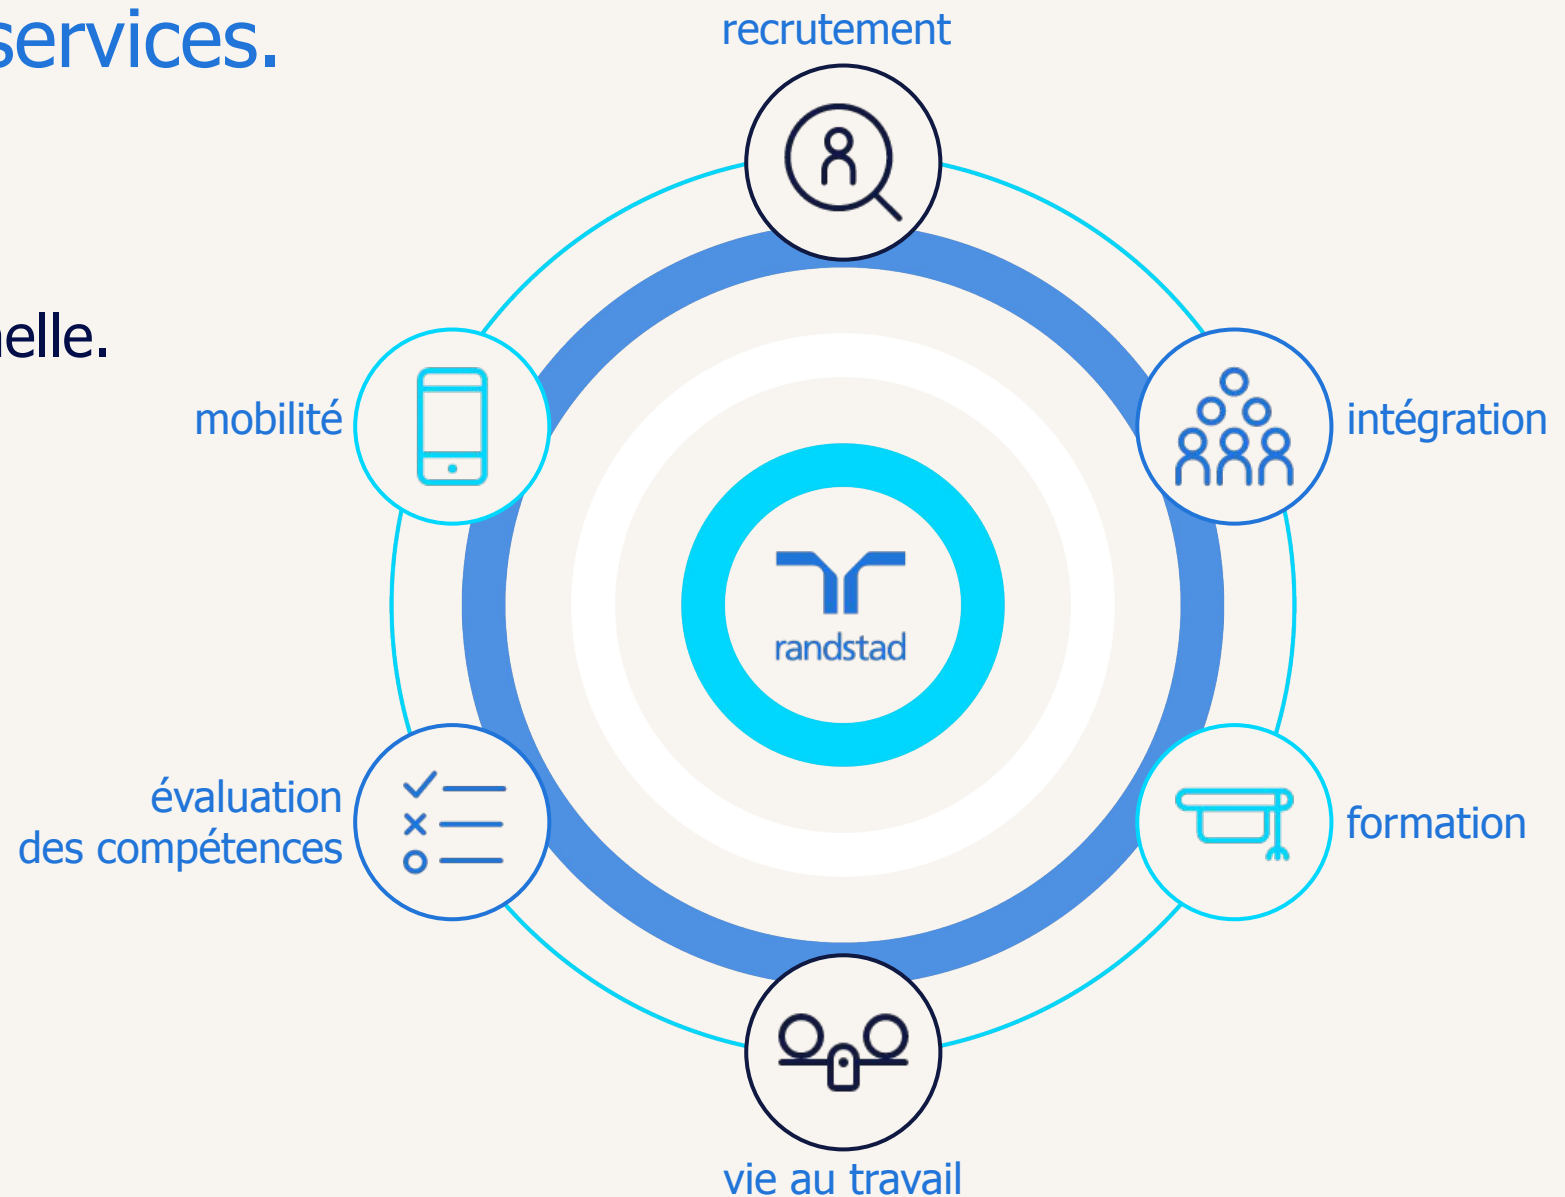 services.
recrutement
nelle.
mobilité
intégration
randstad
évaluation
des compétences
formation
vie au travail